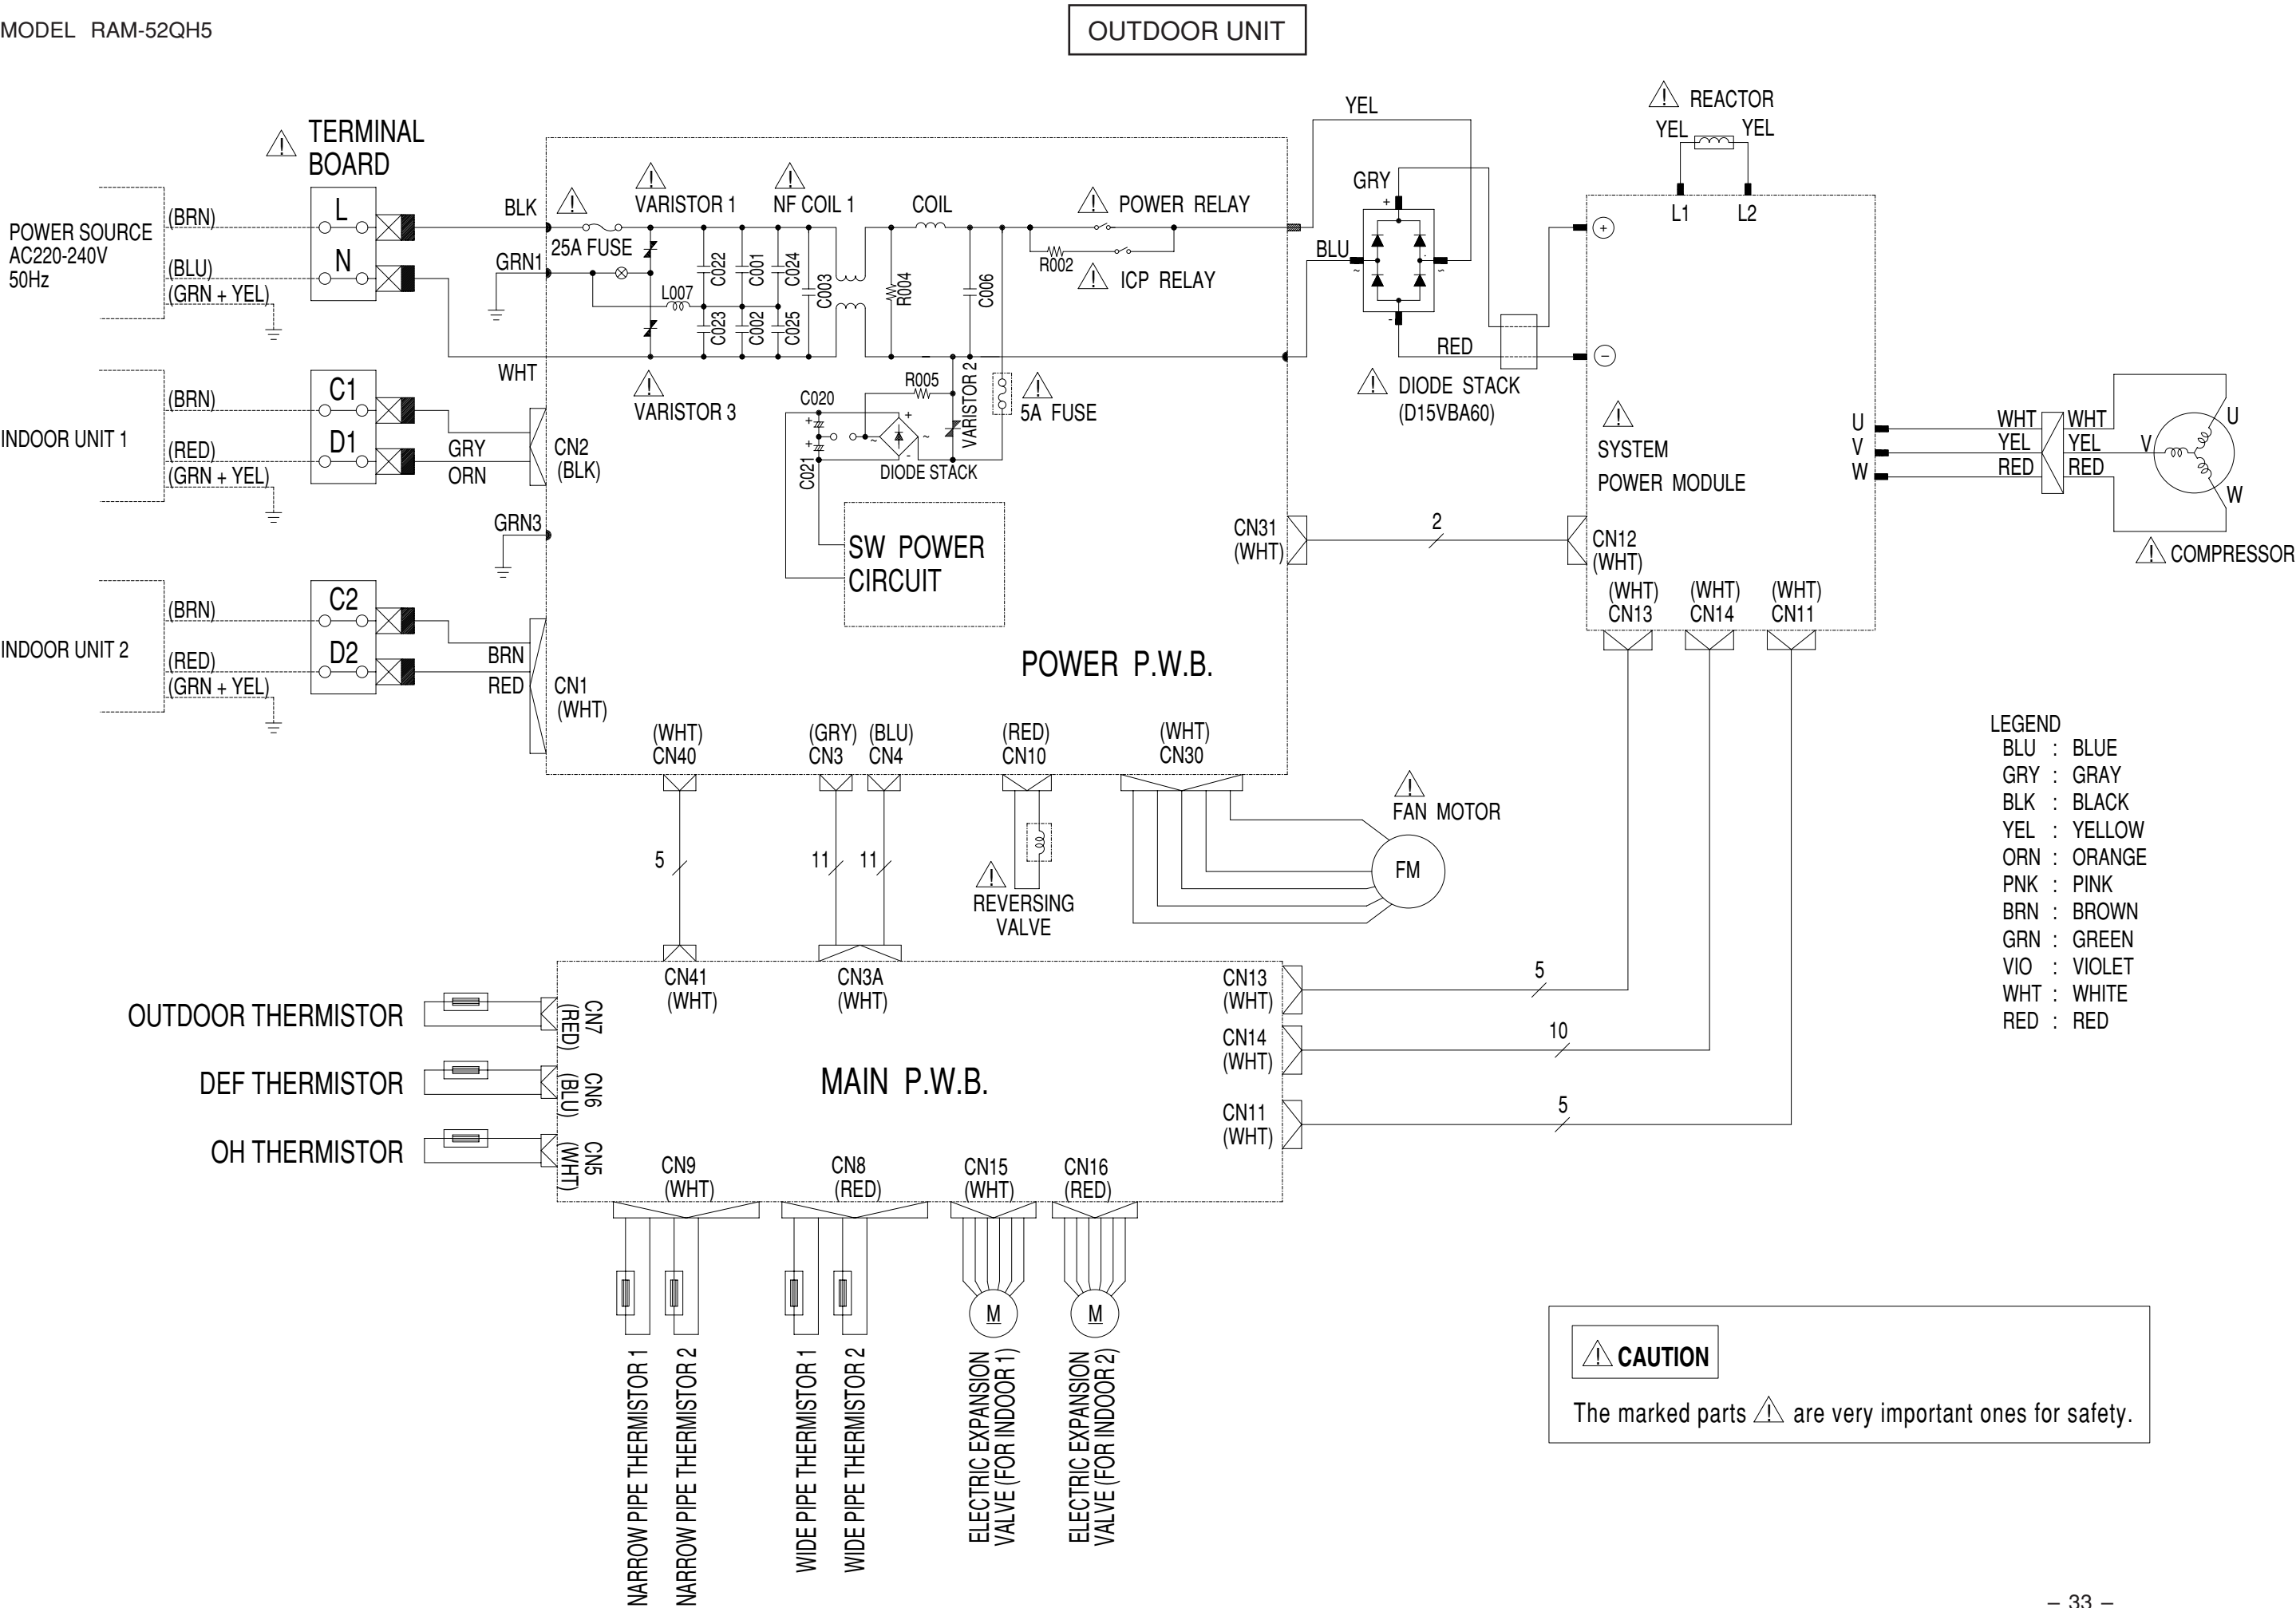 MODEL RAM-52QH5
OUTDOOR UNIT
TERMINAL
BOARD
POWER SOURCE
AC220-240V
50Hz
(BRN)
(BLU)
(GRN + YEL)
L
N
BLK
GRN1
WHT
25A FUSE
VARISTOR 1
NF COIL 1
COIL
POWER RELAY
R002
ICP RELAY
L007
C022
C001
C024
C003
C023
C002
C025
R004
C006
VARISTOR 3
R005
VARISTOR 2
5A FUSE
C020
+
+
C021
+
~
~
-
DIODE STACK
SW POWER
CIRCUIT
YEL
GRY
+
BLU
~
~
-
RED
DIODE STACK
(D15VBA60)
REACTOR
YEL
YEL
L1
L2
+
−
SYSTEM
POWER MODULE
U
V
W
WHT
YEL
RED
WHT
YEL
RED
U
V
W
COMPRESSOR
INDOOR UNIT 1
(BRN)
(RED)
(GRN + YEL)
C1
D1
GRY
ORN
CN2
(BLK)
GRN3
INDOOR UNIT 2
(BRN)
(RED)
(GRN + YEL)
C2
D2
BRN
RED
CN1
(WHT)
POWER P.W.B.
CN31
(WHT)
2
CN12
(WHT)
(WHT)
CN13
(WHT)
CN14
(WHT)
CN11
(WHT)
CN40
(GRY)
CN3
(BLU)
CN4
(RED)
CN10
(WHT)
CN30
5
11
11
REVERSING
VALVE
FAN MOTOR
FM
LEGEND
BLU : BLUE
GRY : GRAY
BLK : BLACK
YEL : YELLOW
ORN : ORANGE
PNK : PINK
BRN : BROWN
GRN : GREEN
VIO : VIOLET
WHT : WHITE
RED : RED
CN41
(WHT)
CN3A
(WHT)
CN13
(WHT)
5
CN14
(WHT)
10
CN11
(WHT)
5
OUTDOOR THERMISTOR
CN7
(RED)
DEF THERMISTOR
CN6
(BLU)
OH THERMISTOR
CN5
(WHT)
MAIN P.W.B.
CN9
(WHT)
CN8
(RED)
CN15
(WHT)
CN16
(RED)
M
M
NARROW PIPE THERMISTOR 1
NARROW PIPE THERMISTOR 2
WIDE PIPE THERMISTOR 1
WIDE PIPE THERMISTOR 2
ELECTRIC EXPANSION
VALVE (FOR INDOOR 1)
ELECTRIC EXPANSION
VALVE (FOR INDOOR 2)
⚠ CAUTION
The marked parts ⚠ are very important ones for safety.
– 33 –